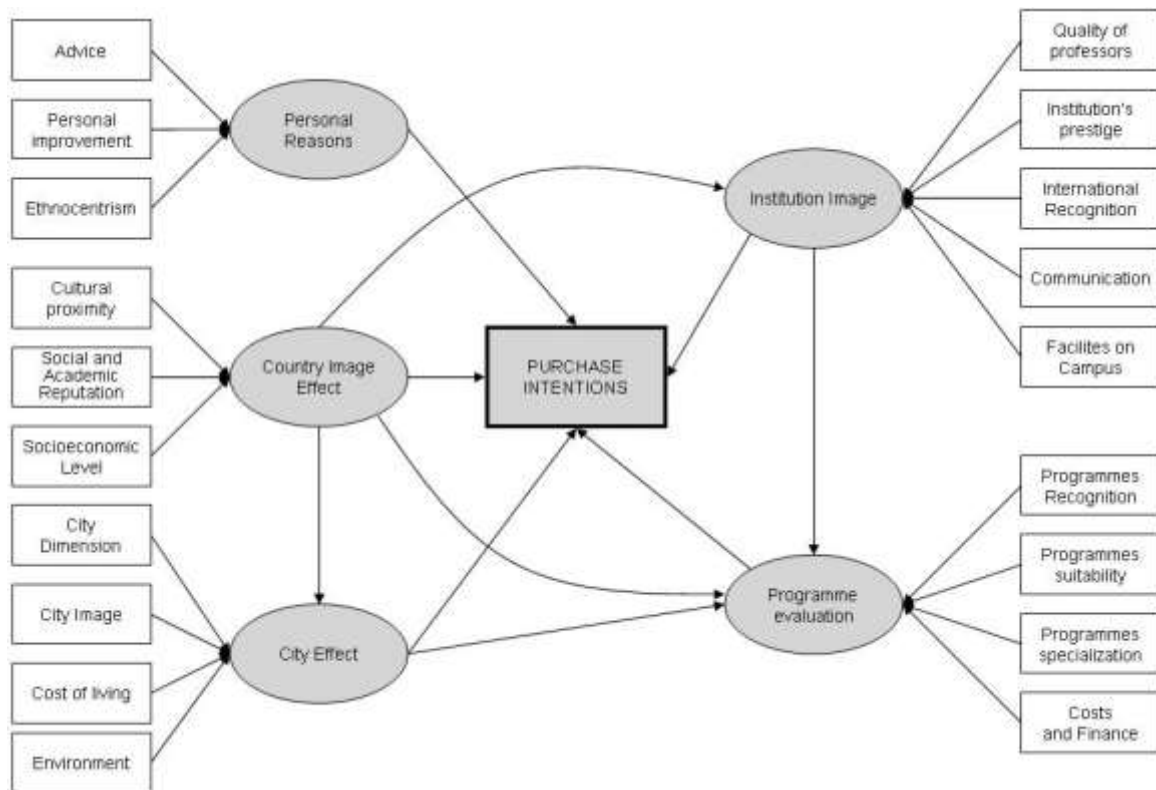 Advice
Personal
improvement
Ethnocentrism
Cultural
proximity
Social and
Academic
Reputation
Socioeconomic
Level
City
Dimension
City Image
Cost of living
Environment
Personal
Reasons
Country Image
Effect
City Effect
PURCHASE
INTENTIONS
Institution Image
Programme
evaluation
Quality of
professors
Institution's
prestige
International
Recognition
Communication
Facilites on
Campus
Programmes
Recognition
Programmes
suitability
Programmes
specialization
Costs
and Finance